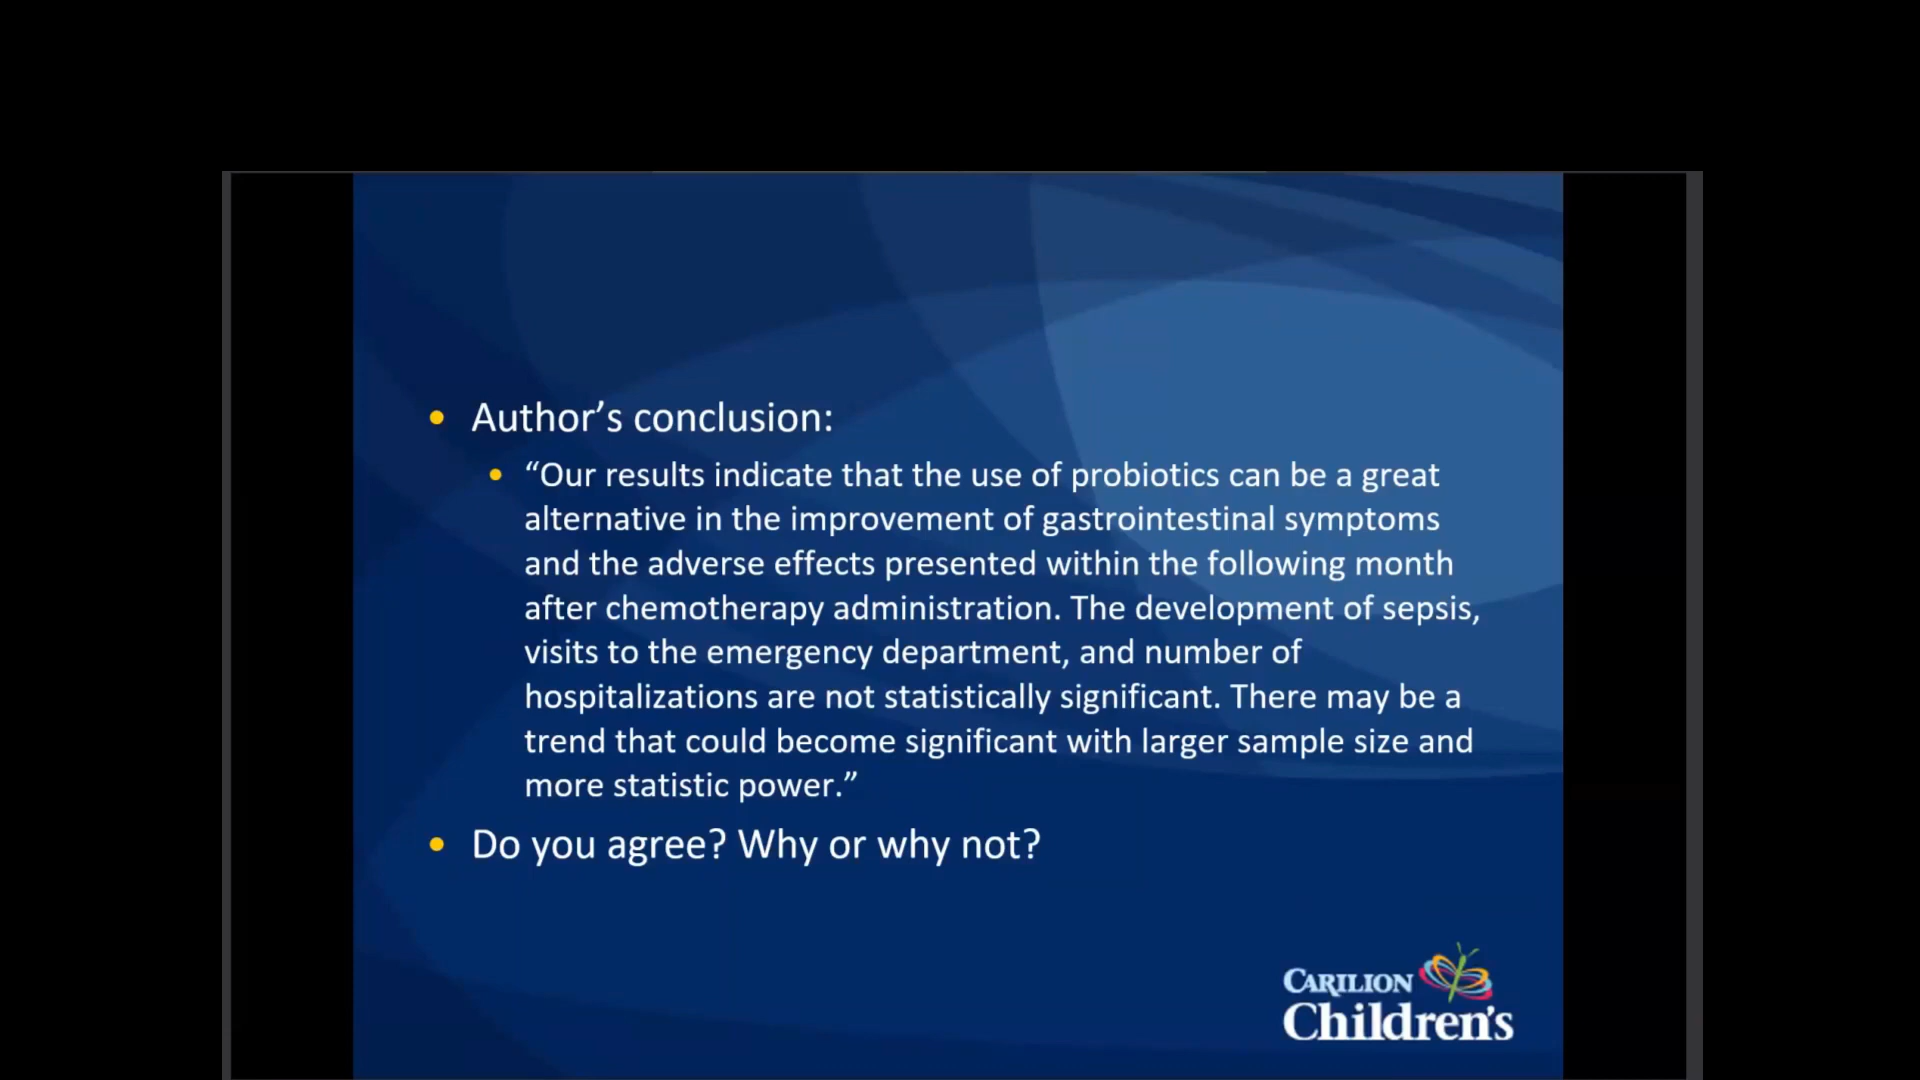 Author’s conclusion:
“Our results indicate that the use of probiotics can be a great
alternative in the improvement of gastrointestinal symptoms
and the adverse effects presented within the following month
after chemotherapy administration. The development of sepsis,
visits to the emergency department, and number of
hospitalizations are not statistically significant. There may be a
trend that could become significant with larger sample size and
more statistic power.”
Do you agree? Why or why not?
CARILION
Children's